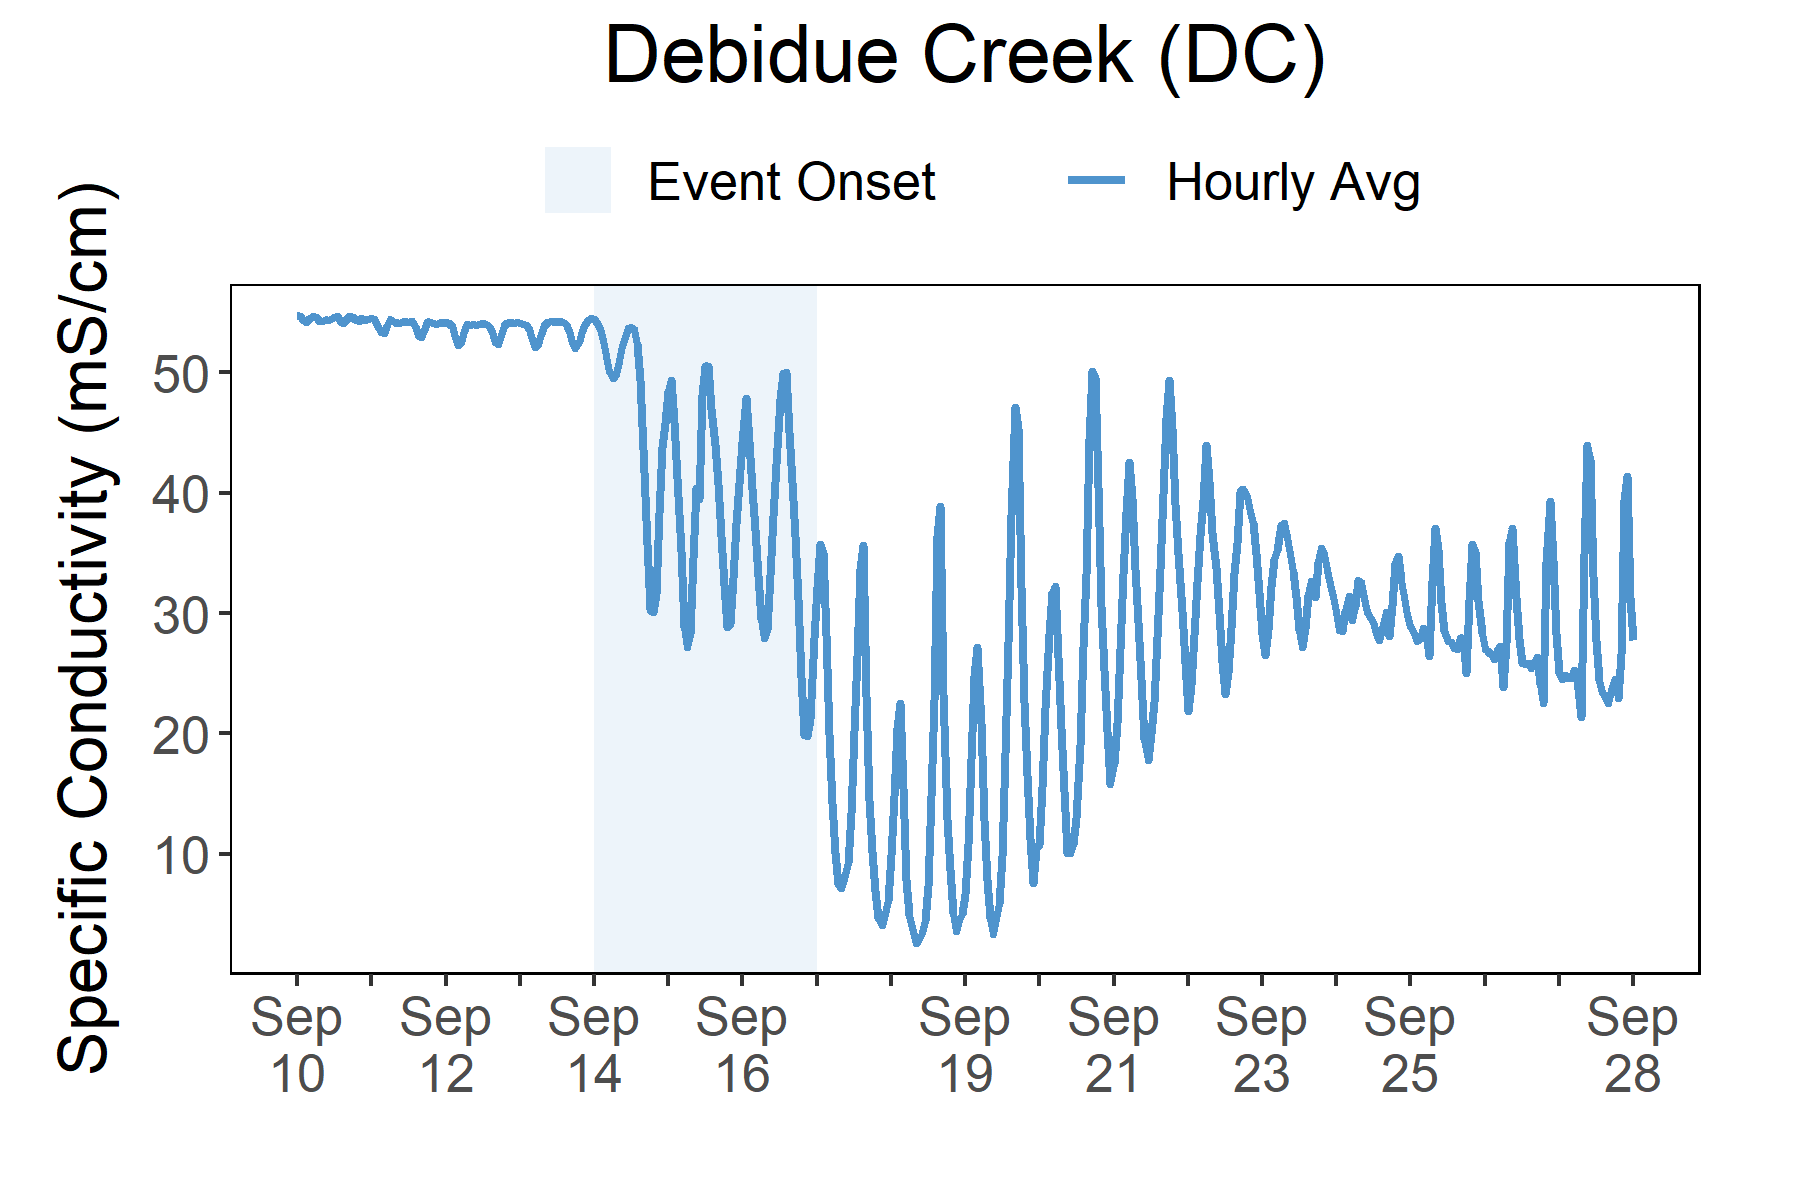 Debidue Creek (DC)
Event Onset
Hourly Avg
Specific Conductivity (mS/cm)
50
40
30
20
10
Sep 10
Sep 12
Sep 14
Sep 16
Sep 19
Sep 21
Sep 23
Sep 25
Sep 28